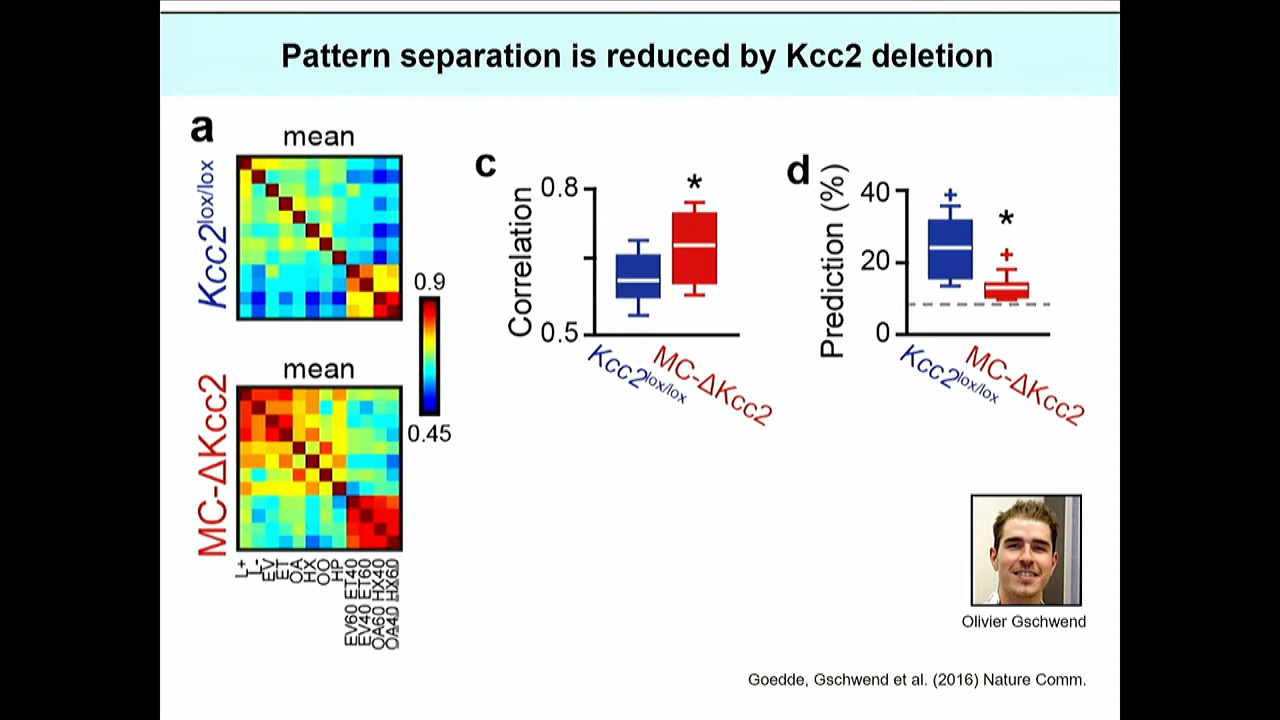 Pattern separation is reduced by Kcc2 deletion
a
mean
Kcc2lox/lox
0.9
0.45
mean
MC-ΔKcc2
L+
L-
EV
ET
OA
HX
OO
HP
EV60 ET40
EV40 ET60
OA60 HX40
OA40 HX60
c
Correlation
0.8
*
0.5
Kcc2lox/lox
MC-ΔKcc2
d
Prediction (%)
40
20
0
*
Kcc2lox/lox
MC-ΔKcc2
Olivier Gschwend
Goedde, Gschwend et al. (2016) Nature Comm.